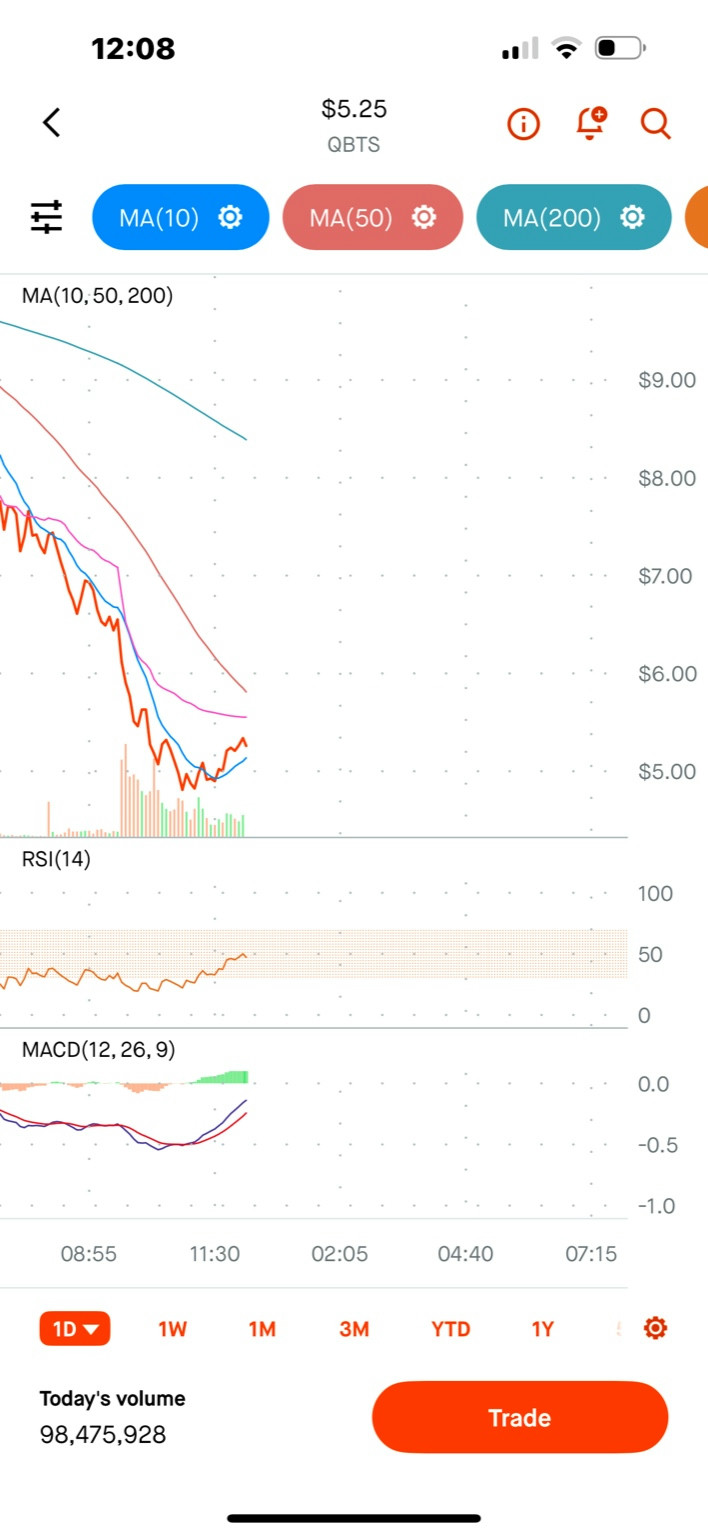 12:08
$5.25
QBTS
MA(10)
MA(50)
MA(200)
MA(10,50,200)
$9.00
$8.00
$7.00
$6.00
$5.00
RSI(14)
100
50
0
MACD(12,26,9)
0.0
-0.5
-1.0
08:55
11:30
02:05
04:40
07:15
1D
1W
1M
3M
YTD
1Y
Today's volume
98,475,928
Trade